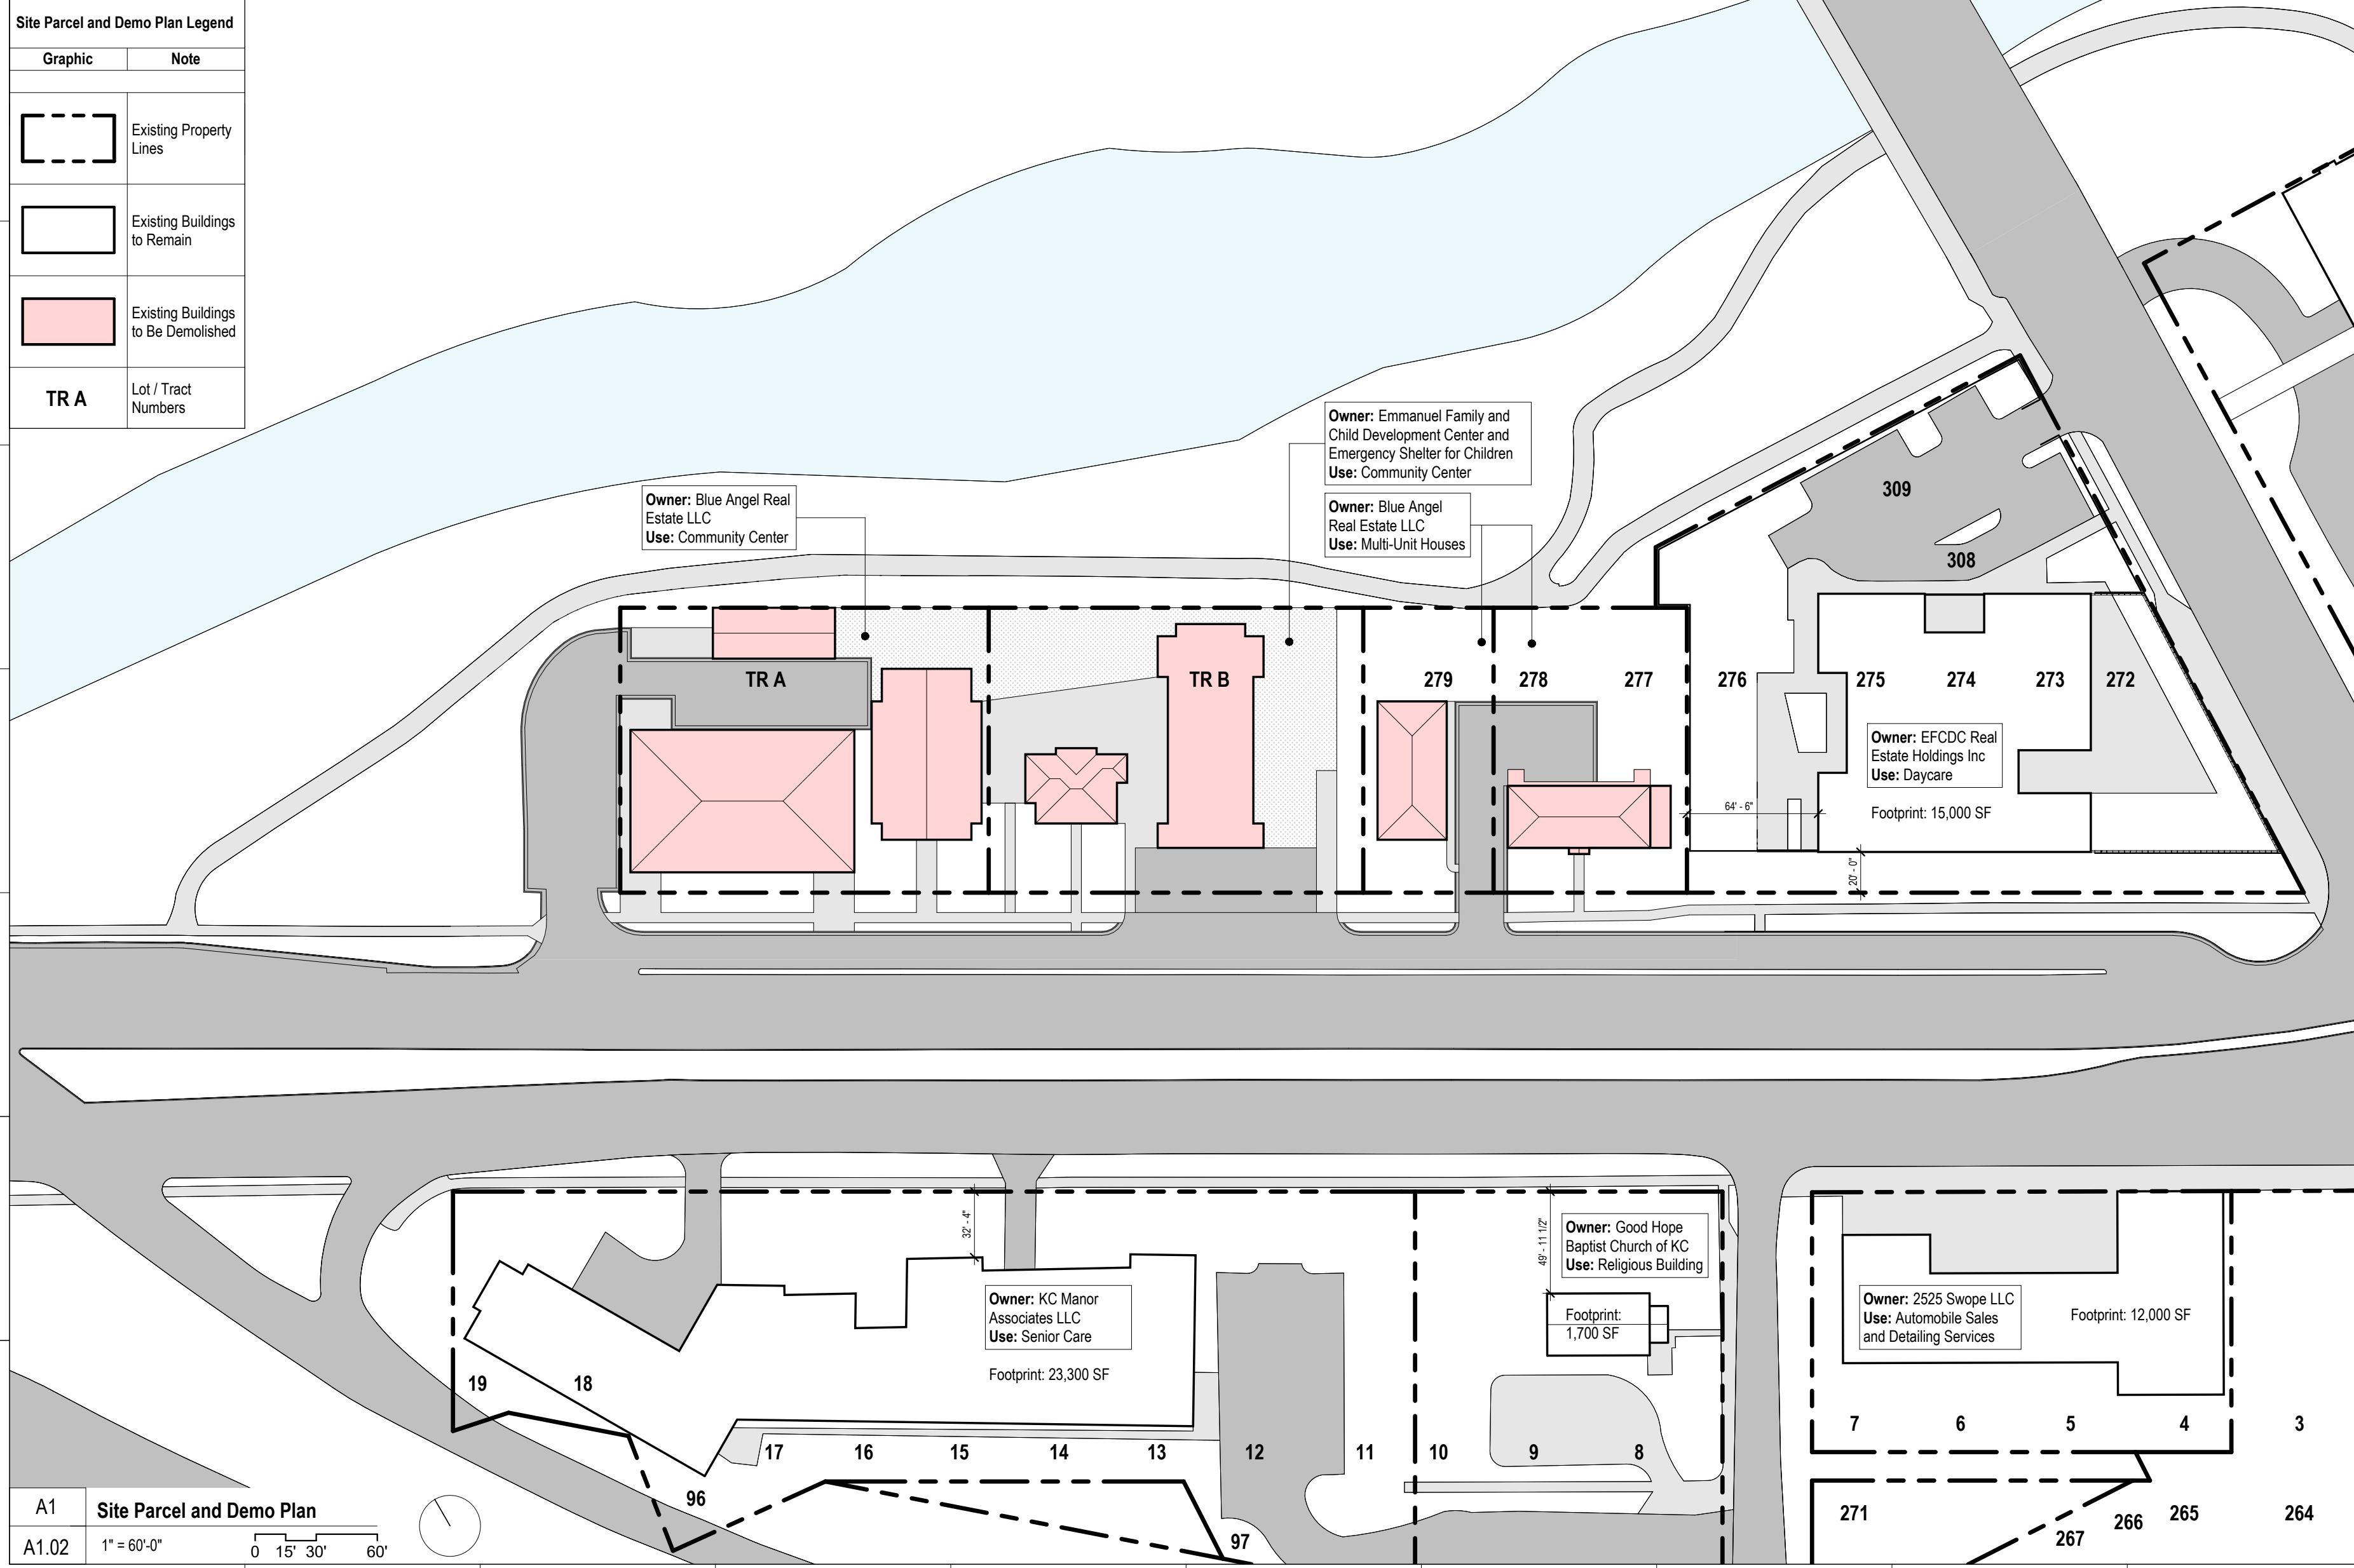 Site Parcel and Demo Plan Legend
Graphic
Note
Existing Property
Lines
Existing Buildings
to Remain
Existing Buildings
to Be Demolished
TR A
Lot / Tract
Numbers
Owner: Emmanuel Family and
Child Development Center and
Emergency Shelter for Children
Use: Community Center
Owner: Blue Angel Real
Estate LLC
Use: Community Center
Owner: Blue Angel
Real Estate LLC
Use: Multi-Unit Houses
309
308
TR A
TR B
279
278
277
276
275
274
273
272
Owner: EFCDC Real
Estate Holdings Inc
Use: Daycare
Footprint: 15,000 SF
64' - 6"
20' - 0"
32' - 4"
49' - 11 1/2"
Owner: Good Hope
Baptist Church of KC
Use: Religious Building
Footprint:
1,700 SF
Owner: KC Manor
Associates LLC
Use: Senior Care
Footprint: 23,300 SF
Owner: 2525 Swope LLC
Use: Automobile Sales
and Detailing Services
Footprint: 12,000 SF
19
18
17
16
15
14
13
12
11
10
9
8
7
6
5
4
3
96
97
271
267
266
265
264
A1
Site Parcel and Demo Plan
A1.02
1" = 60'-0"
0 15' 30' 60'